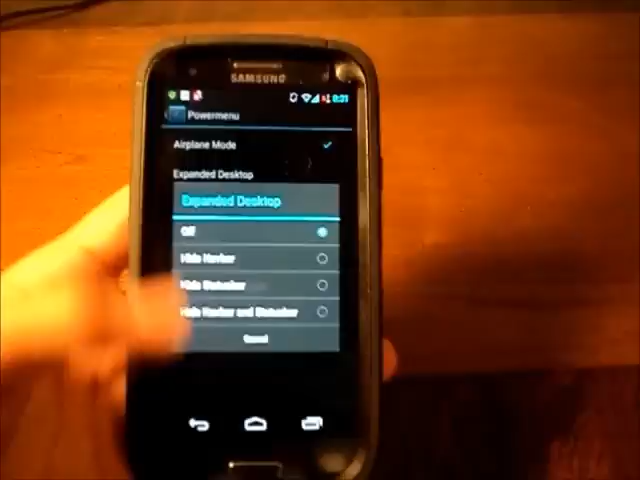 SAMSUNG
8:31
Powermenu
Airplane Mode
Expanded Desktop
Expanded Desktop
Off
Hide Navbar
Hide Statusbar
Hide Navbar and Statusbar
Cancel